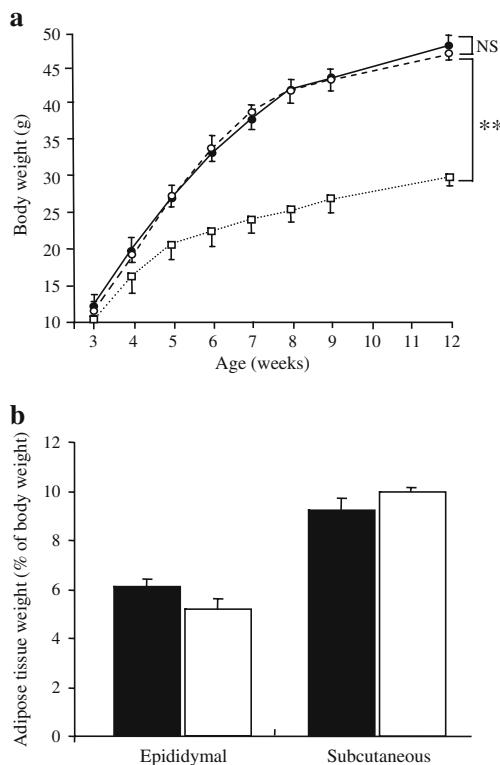 a
Body weight (g)
50
45
40
35
30
25
20
15
10
NS
**
3 4 5 6 7 8 9 10 11 12
Age (weeks)
b
Adipose tissue weight (% of body weight)
12
10
8
6
4
2
0
Epididymal Subcutaneous